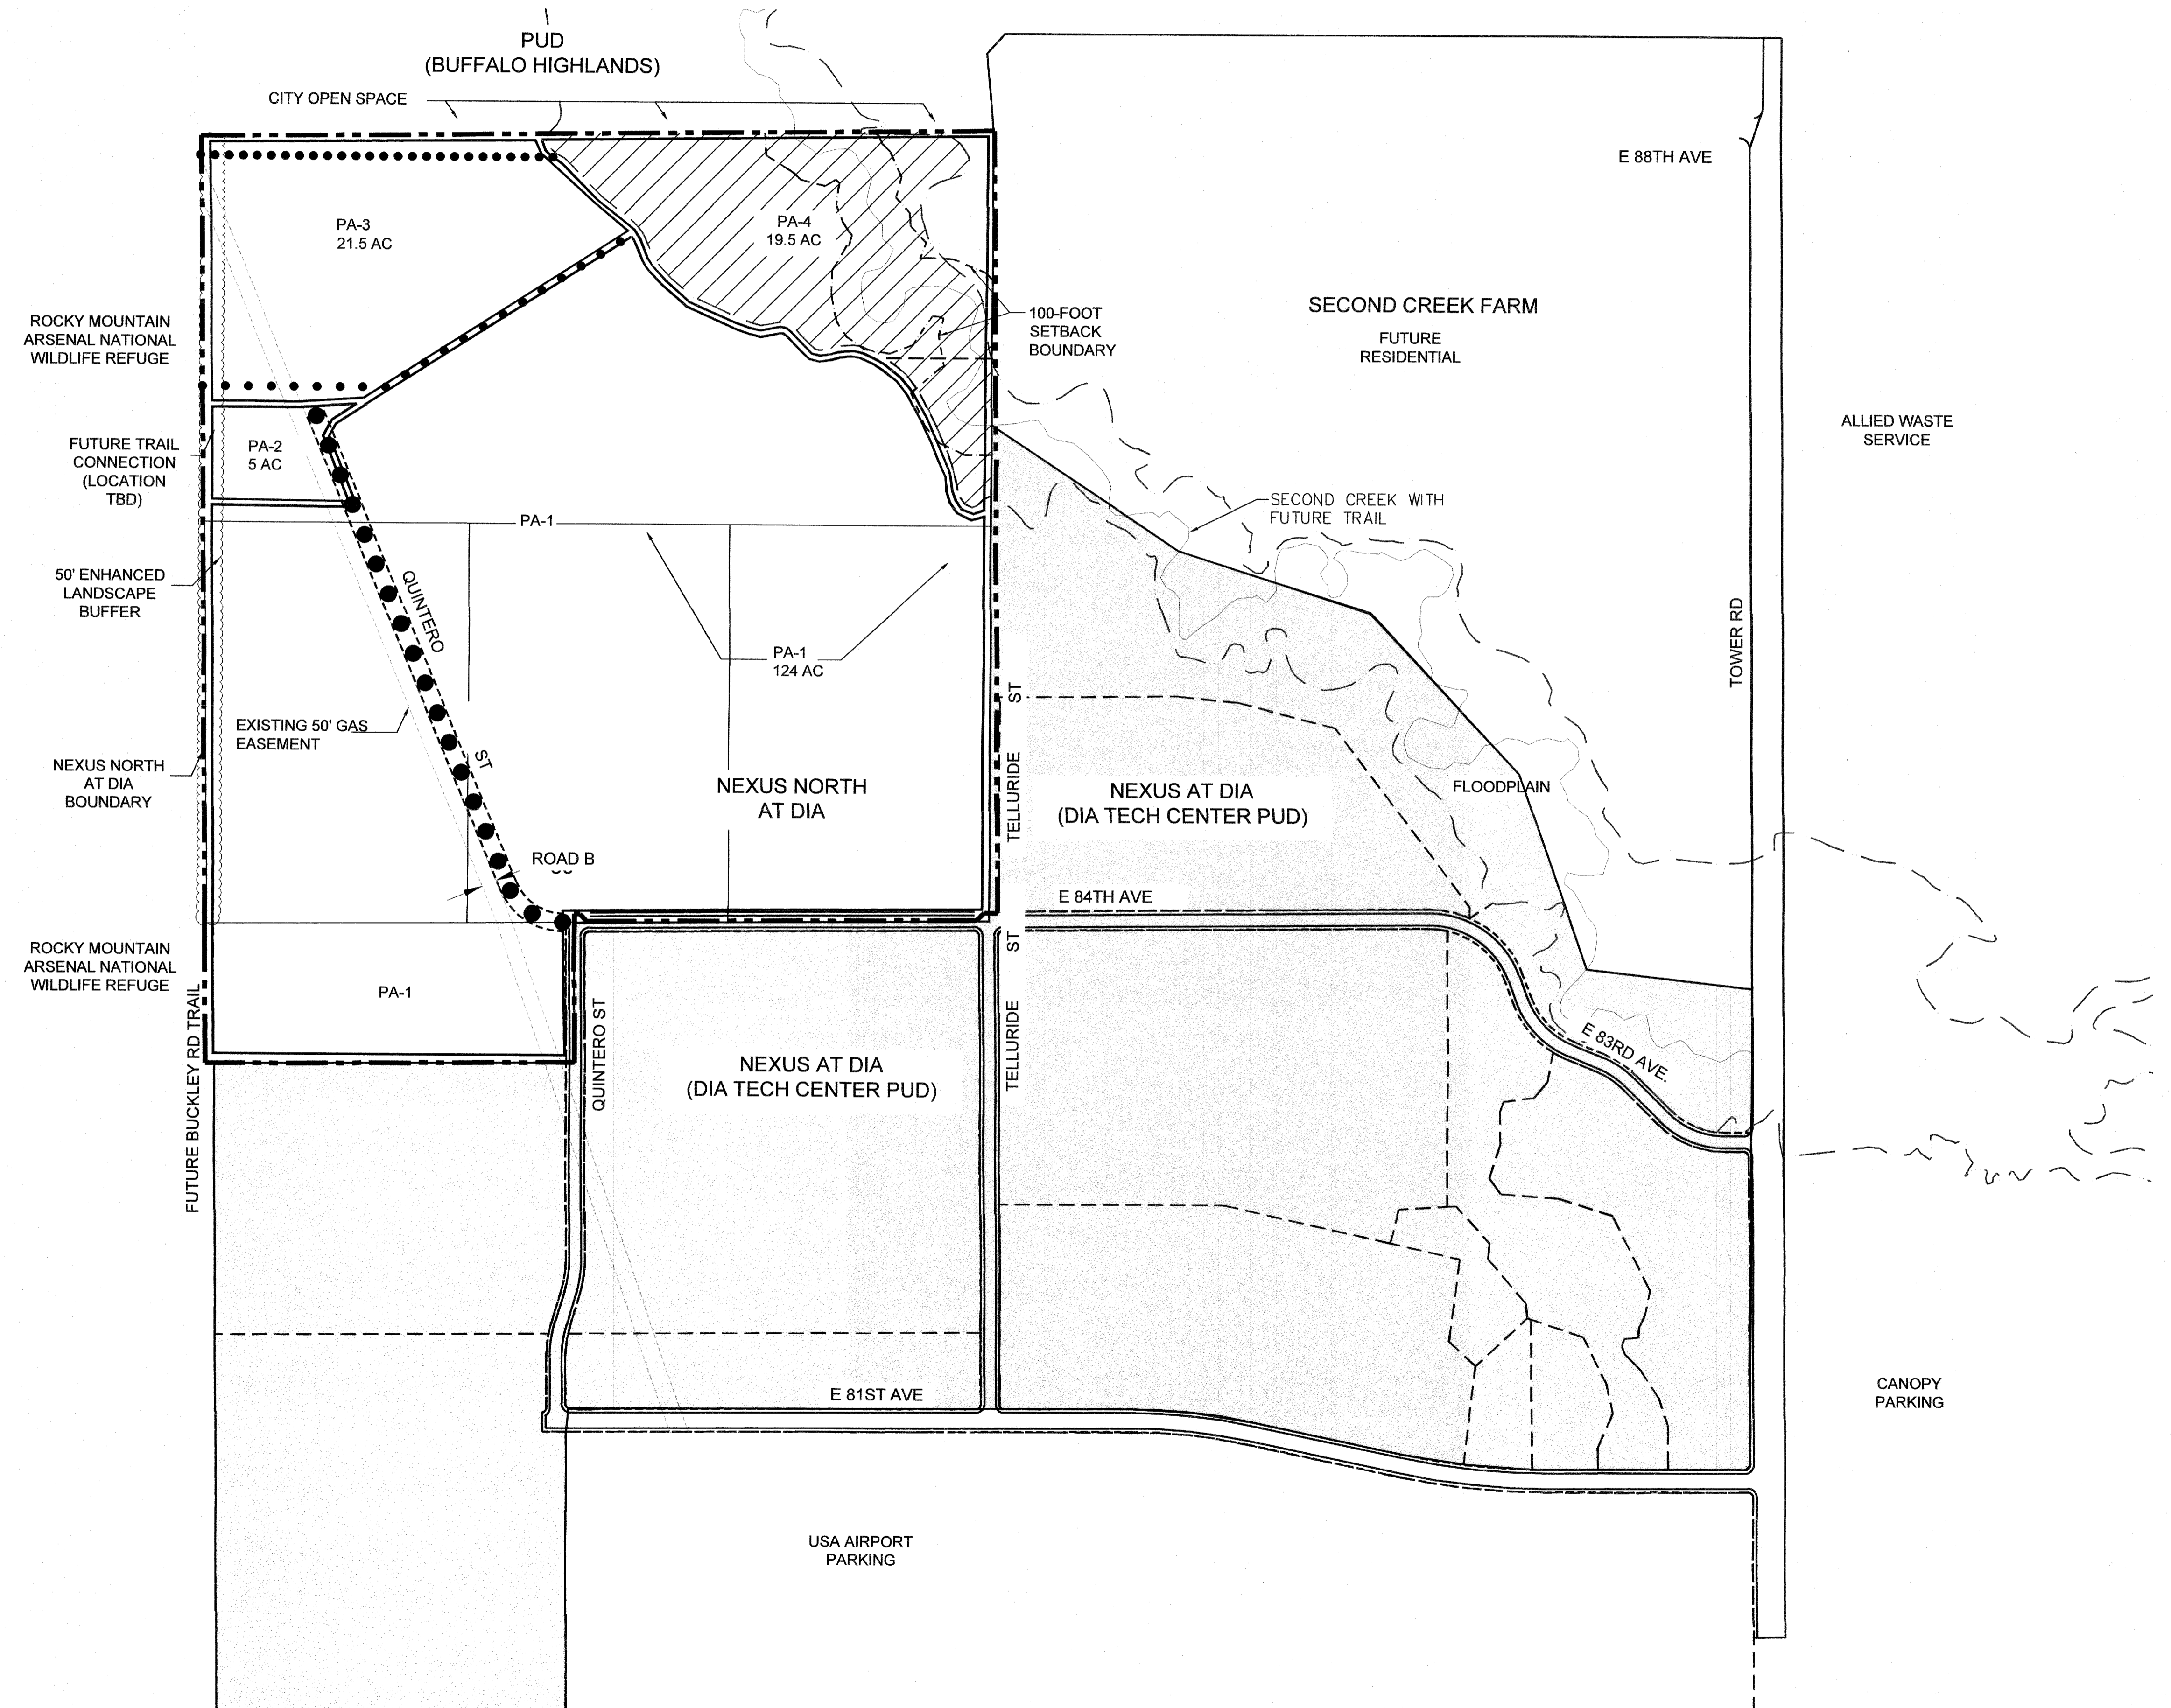 PUD
(BUFFALO HIGHLANDS)
CITY OPEN SPACE
E 88TH AVE
PA-3
21.5 AC
PA-4
19.5 AC
ROCKY MOUNTAIN
ARSENAL NATIONAL
WILDLIFE REFUGE
100-FOOT
SETBACK
BOUNDARY
SECOND CREEK FARM
FUTURE
RESIDENTIAL
ALLIED WASTE
SERVICE
FUTURE TRAIL
CONNECTION
(LOCATION
TBD)
PA-2
5 AC
SECOND CREEK WITH
FUTURE TRAIL
PA-1
50' ENHANCED
LANDSCAPE
BUFFER
QUINTERO
ST
PA-1
124 AC
TOWER RD
EXISTING 50' GAS
EASEMENT
NEXUS NORTH
AT DIA
BOUNDARY
NEXUS NORTH
AT DIA
TELLURIDE
ST
NEXUS AT DIA
(DIA TECH CENTER PUD)
FLOODPLAIN
ROAD B
E 84TH AVE
ROCKY MOUNTAIN
ARSENAL NATIONAL
WILDLIFE REFUGE
PA-1
FUTURE BUCKLEY RD TRAIL
QUINTERO ST
NEXUS AT DIA
(DIA TECH CENTER PUD)
TELLURIDE
ST
E 83RD AVE.
E 81ST AVE
CANOPY
PARKING
USA AIRPORT
PARKING